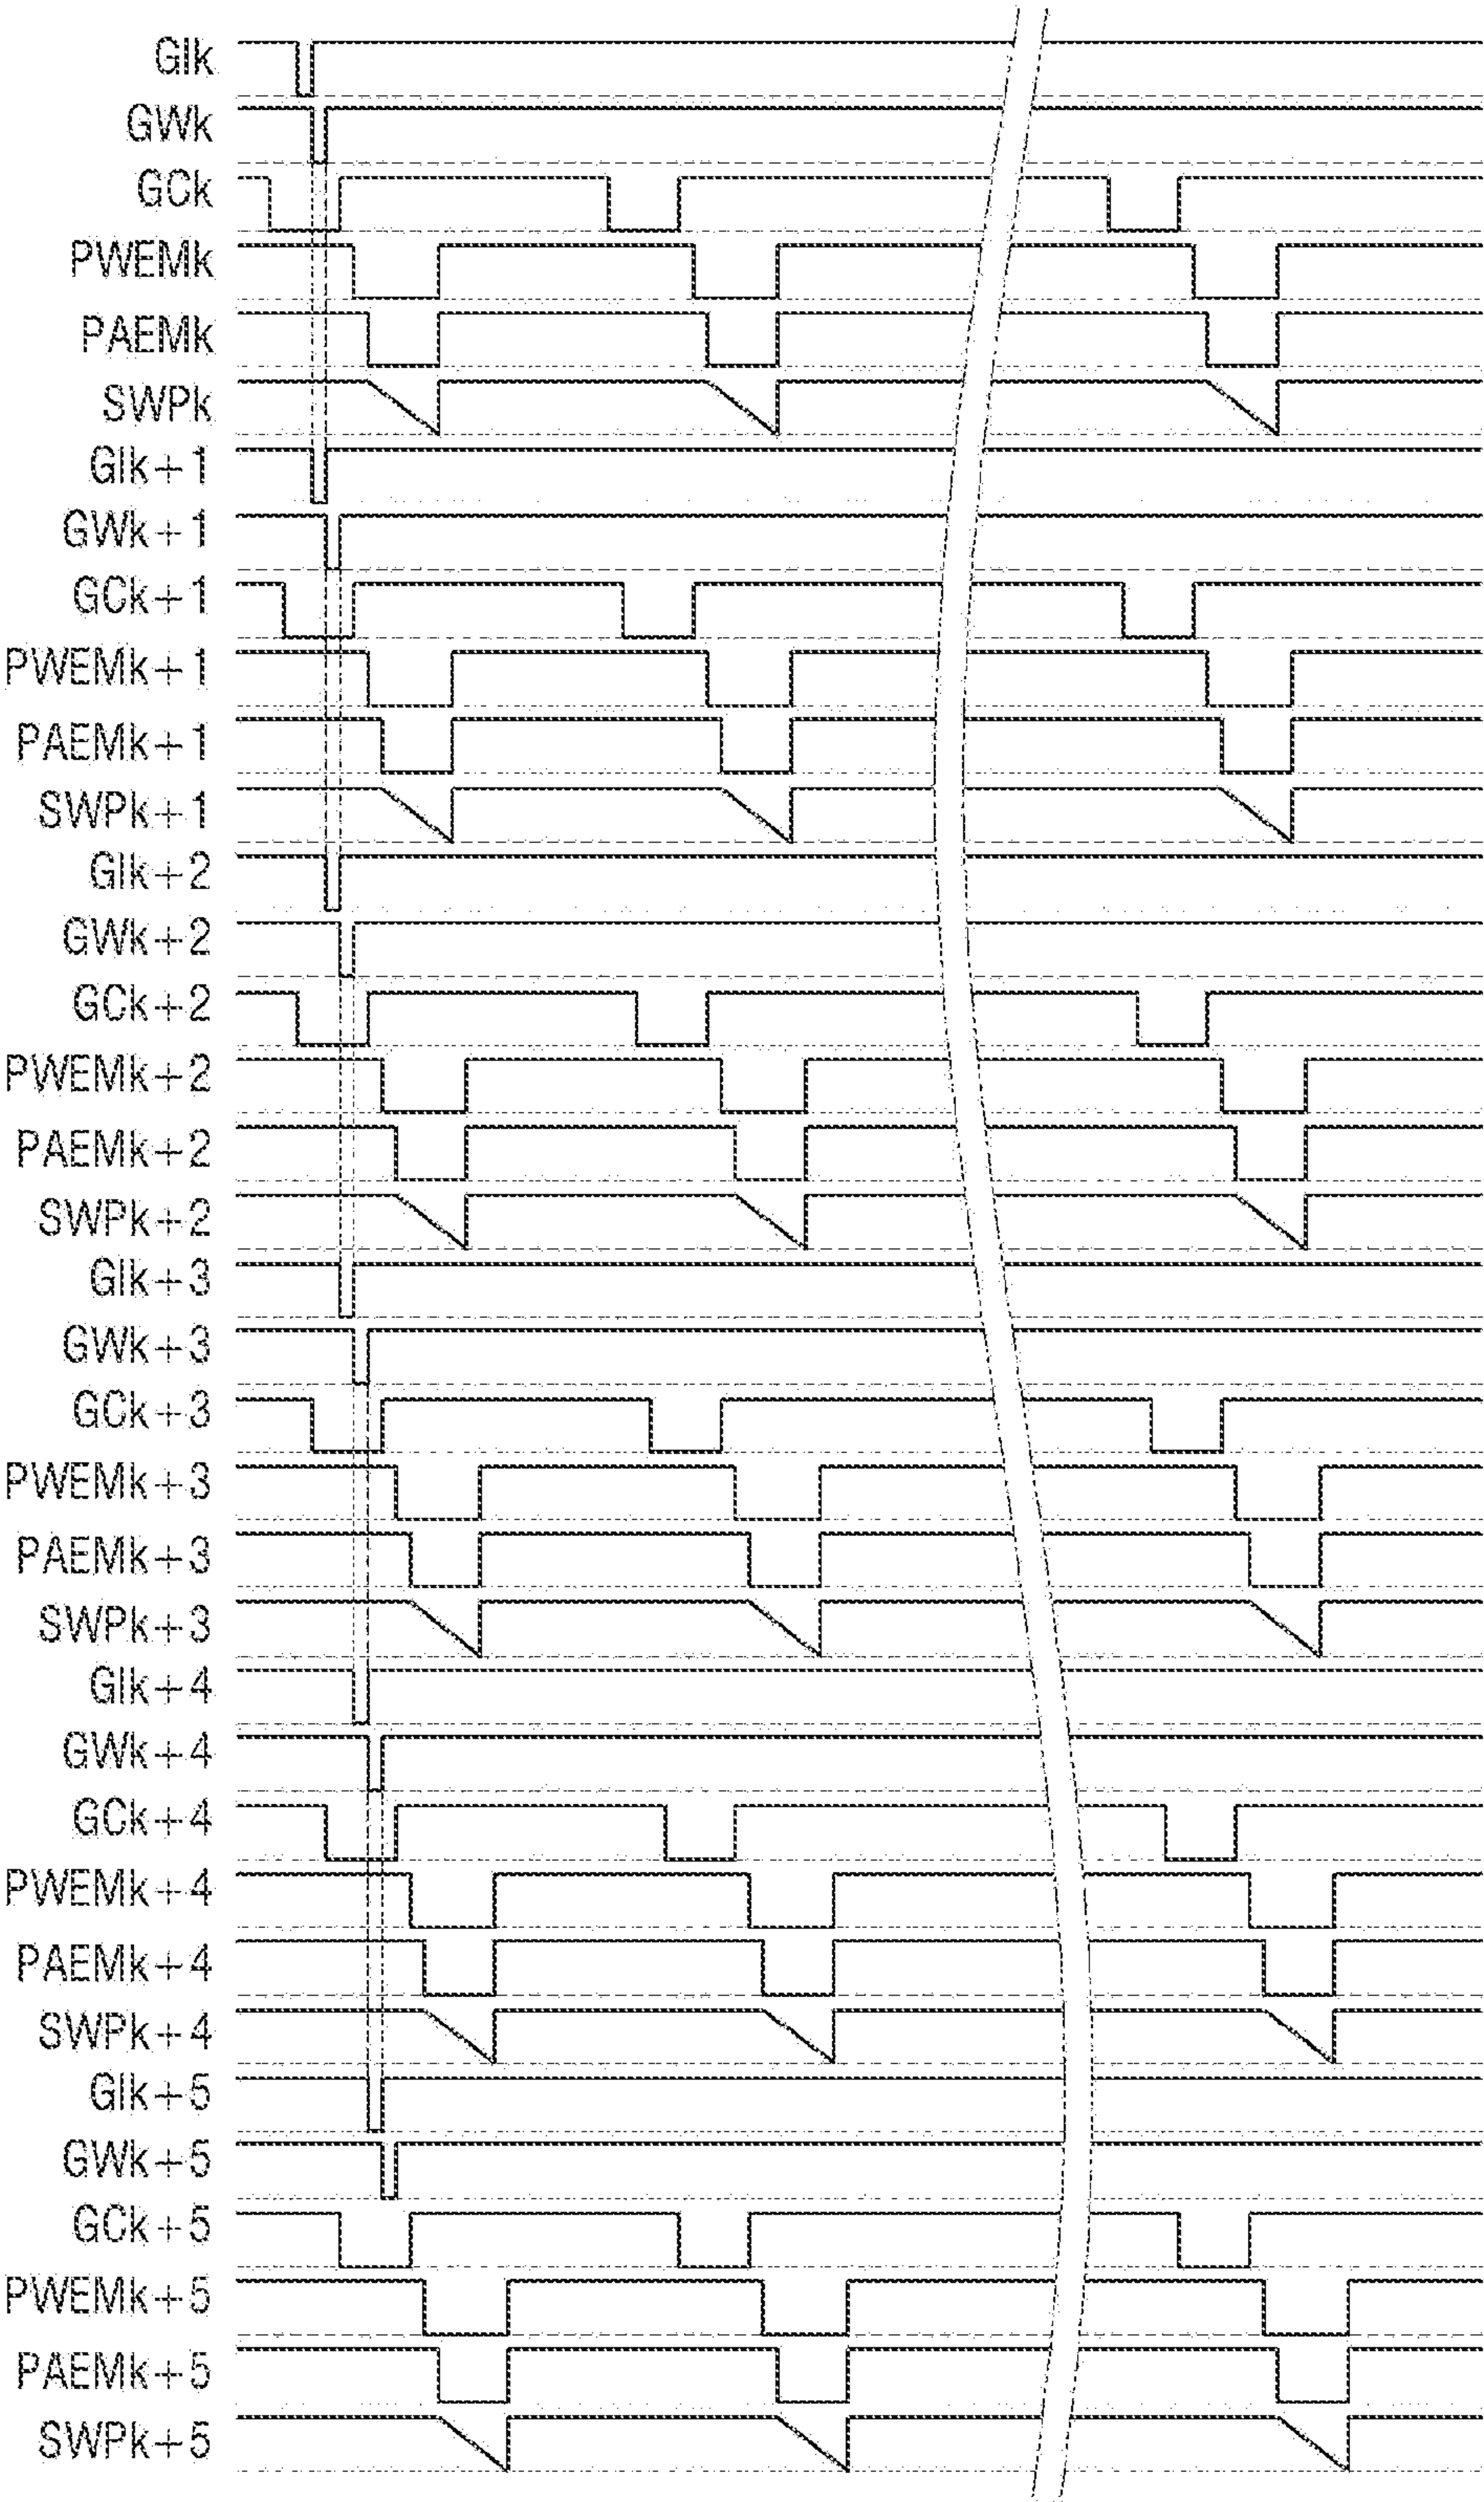 GIk
GWk
GCk
PWEMk
PAEMk
SWPk
GIk+1
GWk+1
GCk+1
PWEMk+1
PAEMk+1
SWPk+1
GIk+2
GWk+2
GCk+2
PWEMk+2
PAEMk+2
SWPk+2
GIk+3
GWk+3
GCk+3
PWEMk+3
PAEMk+3
SWPk+3
GIk+4
GWk+4
GCk+4
PWEMk+4
PAEMk+4
SWPk+4
GIk+5
GWk+5
GCk+5
PWEMk+5
PAEMk+5
SWPk+5